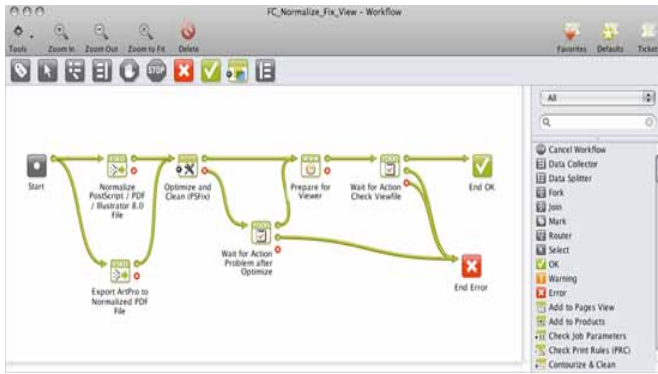 FC_Normalize_Fix_View - Workflow
Tools Zoom In Zoom Out Zoom to Fit Delete Favorites Defaults Ticket
STOP
All
Start
Normalize
PostScript / PDF
/ Illustrator 8.0
File
Optimize and
Clean (PSFix)
Prepare for
Viewer
Wait for Action
Check Viewfile
End OK
Wait for Action
Problem after
Optimize
Export ArtPro to
Normalized PDF
File
End Error
Cancel Workflow
Data Collector
Data Splitter
Fork
Join
Mark
Router
Select
OK
Warning
Error
Add to Pages View
Add to Products
Check Job Parameters
Check Print Rules (PRC)
Contourize & Clean